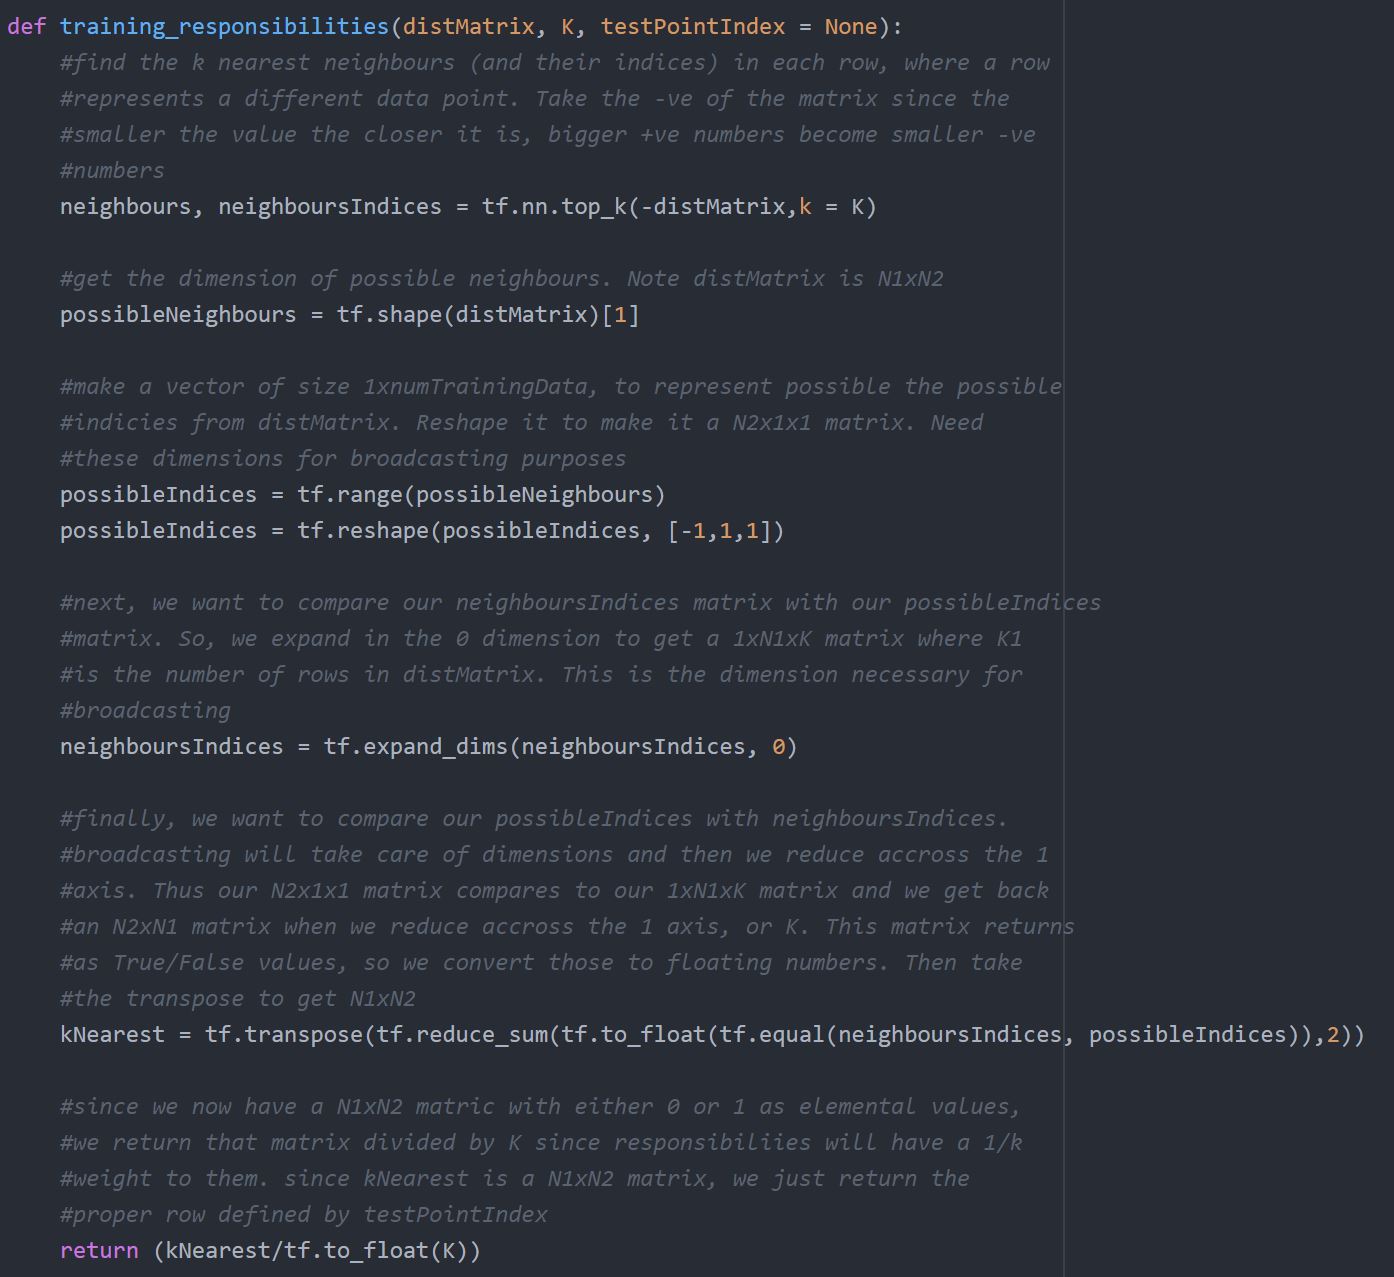 def training_responsibilities(distMatrix, K, testPointIndex = None):
#find the k nearest neighbours (and their indices) in each row, where a row
#represents a different data point. Take the -ve of the matrix since the
#smaller the value the closer it is, bigger +ve numbers become smaller -ve
#numbers
neighbours, neighboursIndices = tf.nn.top_k(-distMatrix,k = K)
#get the dimension of possible neighbours. Note distMatrix is N1xN2
possibleNeighbours = tf.shape(distMatrix)[1]
#make a vector of size 1xnumTrainingData, to represent possible the possible
#indicies from distMatrix. Reshape it to make it a N2x1x1 matrix. Need
#these dimensions for broadcasting purposes
possibleIndices = tf.range(possibleNeighbours)
possibleIndices = tf.reshape(possibleIndices, [-1,1,1])
#next, we want to compare our neighboursIndices matrix with our possibleIndices
#matrix. So, we expand in the 0 dimension to get a 1xN1xK matrix where K1
#is the number of rows in distMatrix. This is the dimension necessary for
#broadcasting
neighboursIndices = tf.expand_dims(neighboursIndices, 0)
#finally, we want to compare our possibleIndices with neighboursIndices.
#broadcasting will take care of dimensions and then we reduce accross the 1
#axis. Thus our N2x1x1 matrix compares to our 1xN1xK matrix and we get back
#an N2xN1 matrix when we reduce accross the 1 axis, or K. This matrix returns
#as True/False values, so we convert those to floating numbers. Then take
#the transpose to get N1xN2
kNearest = tf.transpose(tf.reduce_sum(tf.to_float(tf.equal(neighboursIndices, possibleIndices)),2))
#since we now have a N1xN2 matric with either 0 or 1 as elemental values,
#we return that matrix divided by K since responsibiliies will have a 1/k
#weight to them. since kNearest is a N1xN2 matrix, we just return the
#proper row defined by testPointIndex
return (kNearest/tf.to_float(K))